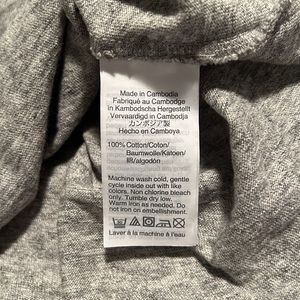 Made in Cambodia
Fabriqué au Cambodge
in Kambodscha Hergestellt
Vervaardigd in Cambodja
カンボジア製
Hecho en Camboya
100% Cotton/Coton/
Baumwolle/Katoen/
綿/algodón
Machine wash cold, gentle
cycle inside out with like
colors. Non chlorine bleach
only. Tumble dry low.
Warm iron as needed. Do
not iron on embellishment.
Laver à la machine à l'eau